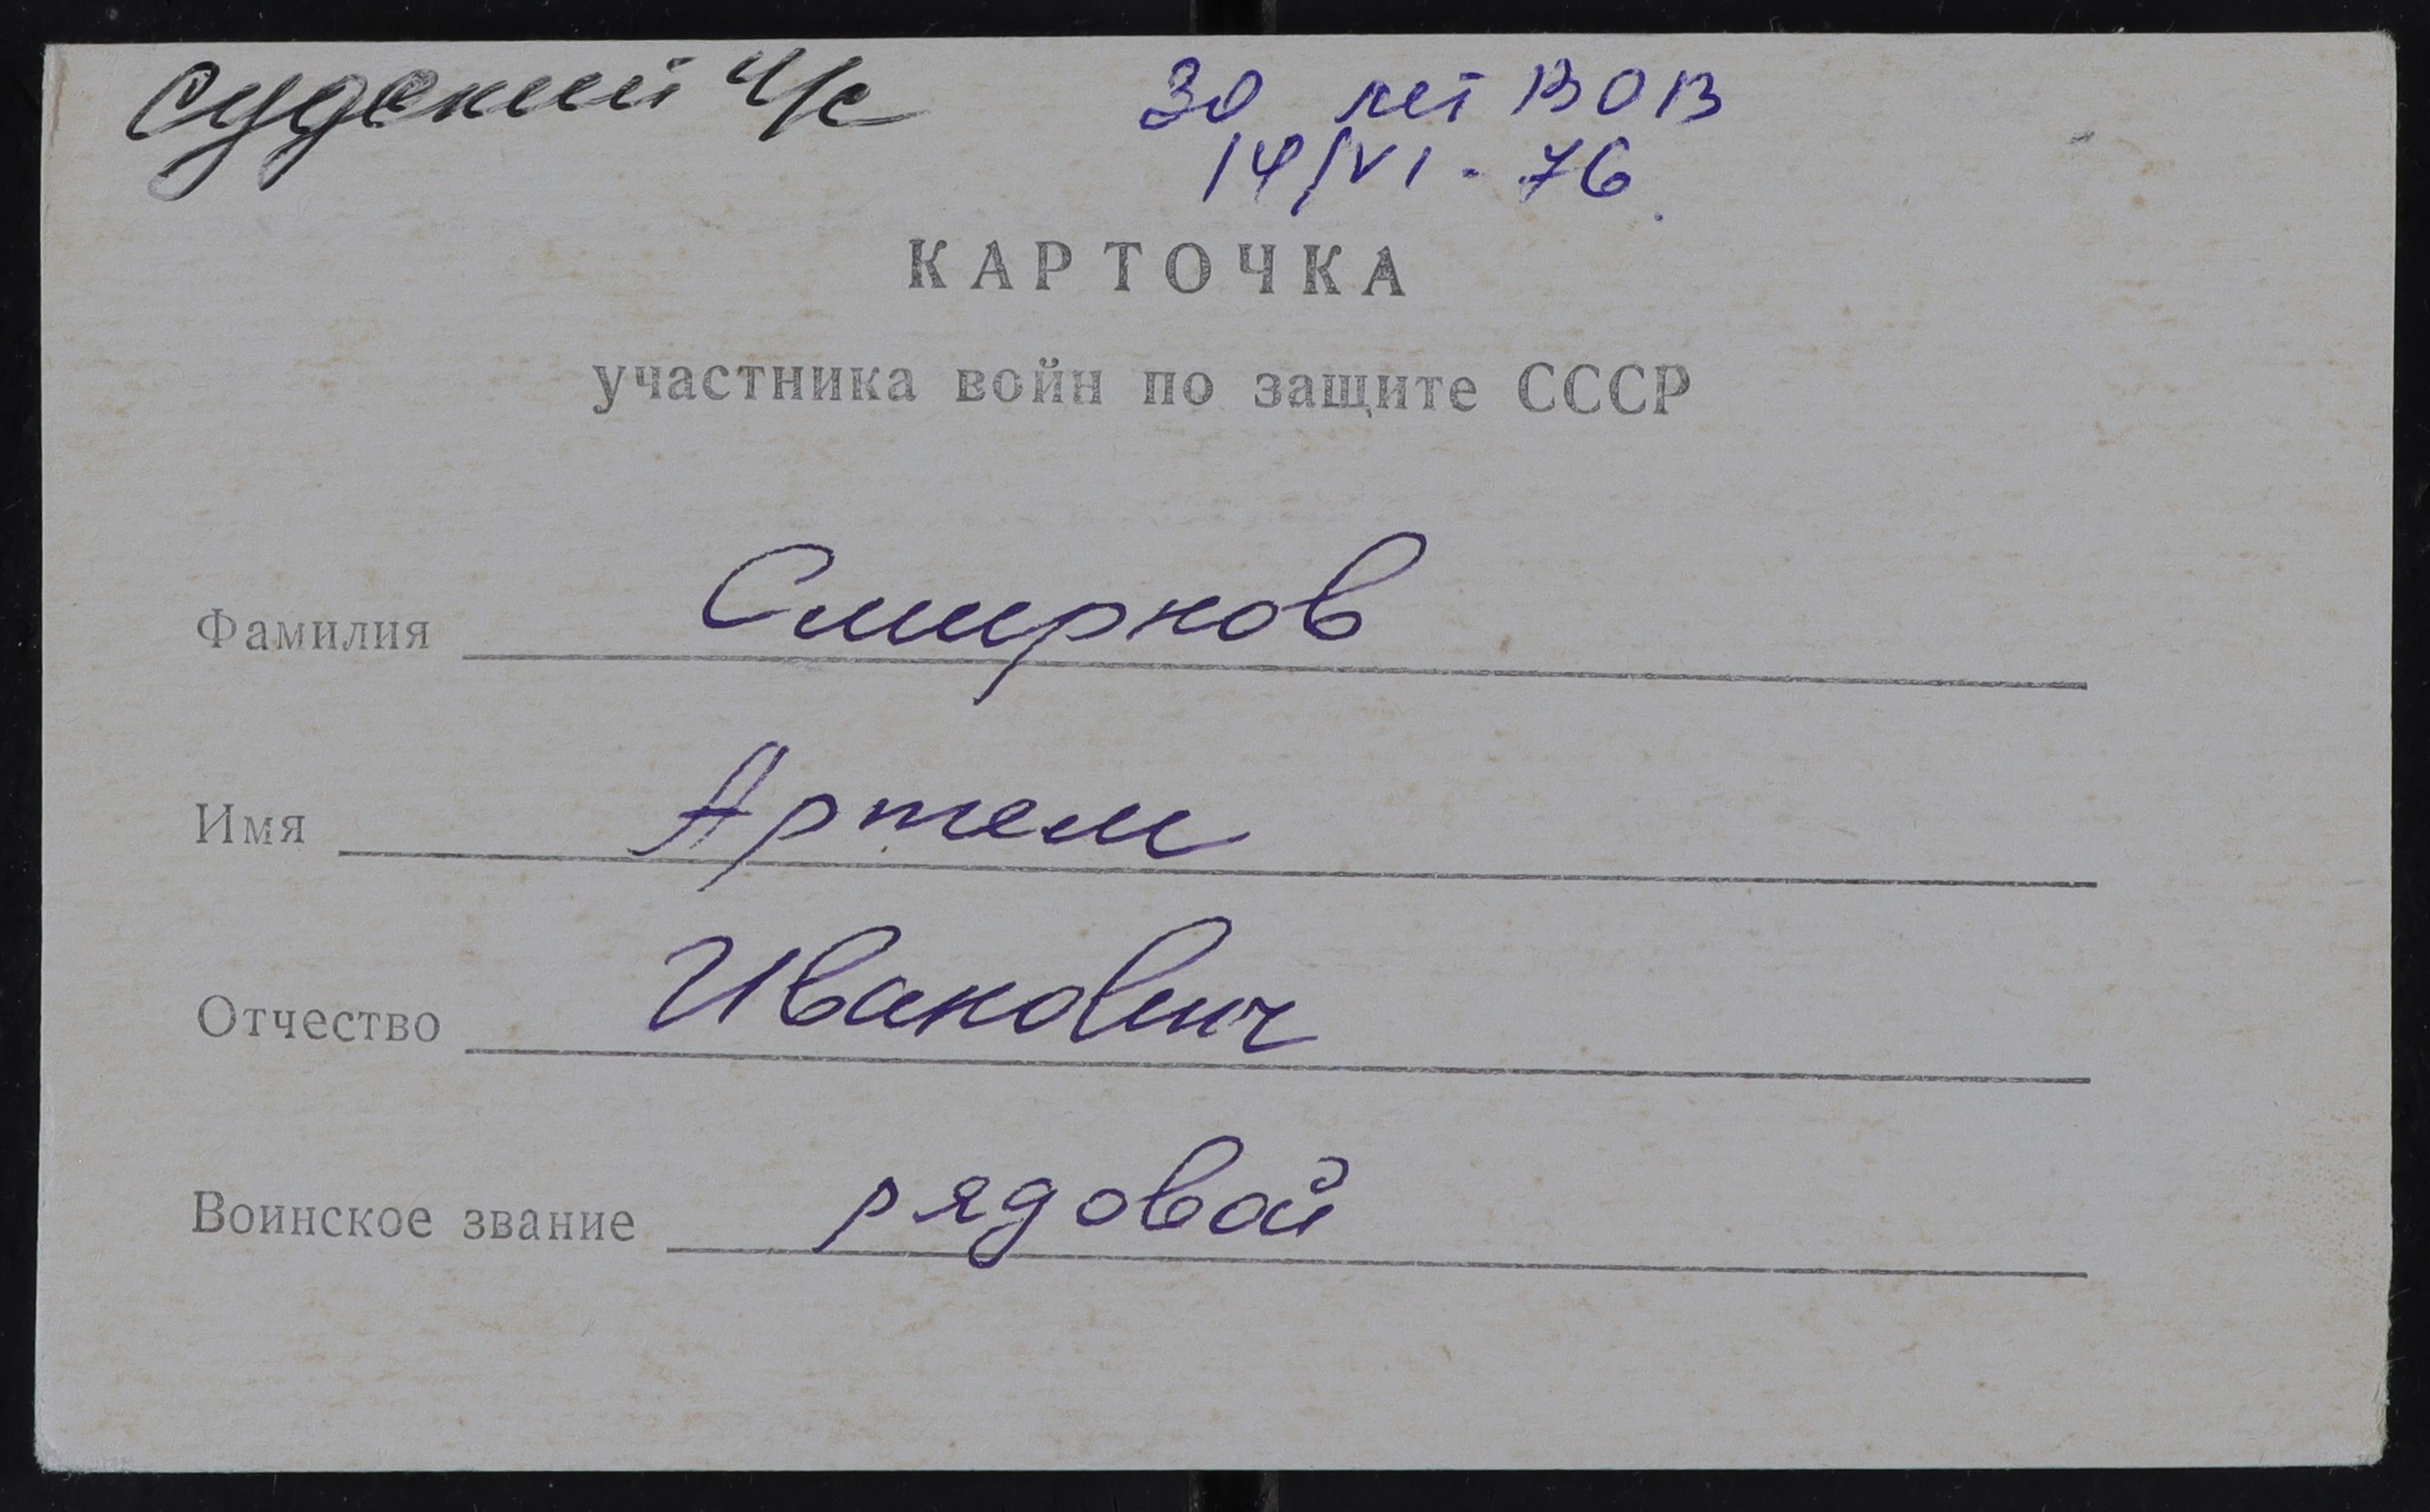 Судский ч/с
30 лет ВОВ
14/VI. 76
КАРТОЧКА
участника войн по защите СССР
Фамилия Смирнов
Имя Артем
Отчество Иванович
Воинское звание рядовой